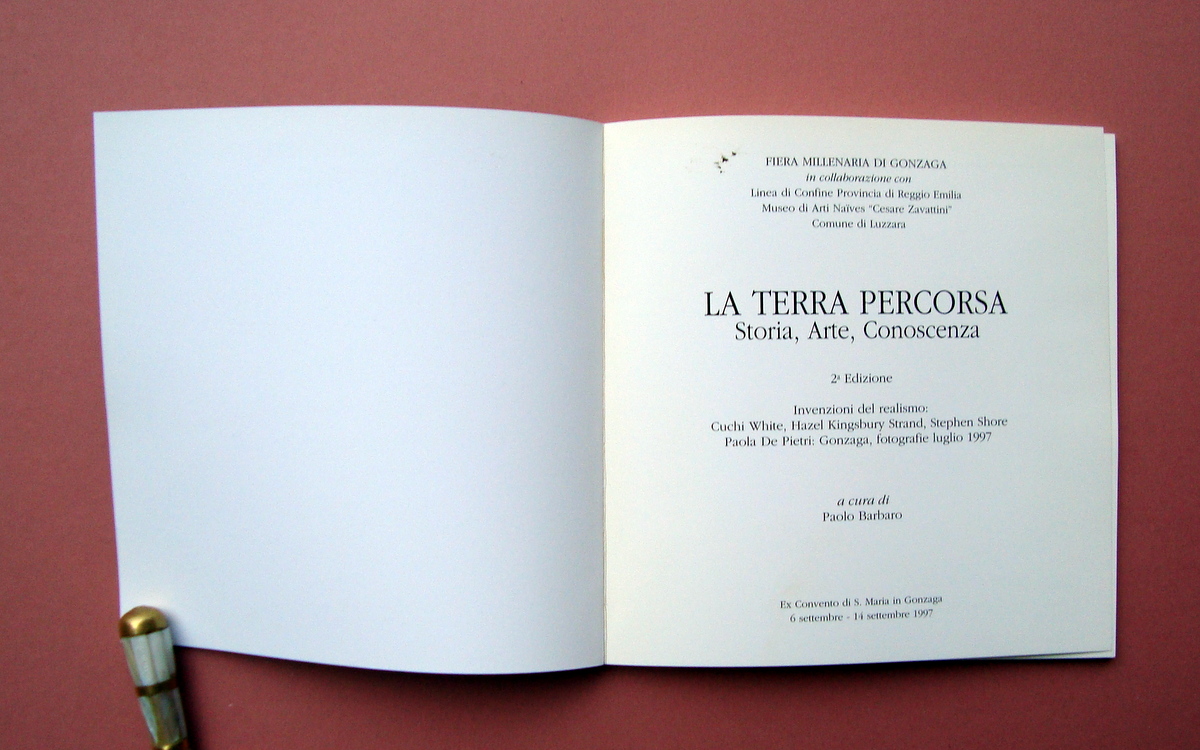 FIERA MILLENARIA DI GONZAGA
in collaborazione con
Linea di Confine Provincia di Reggio Emilia
Museo di Arti Naïves "Cesare Zavattini"
Comune di Luzzara
LA TERRA PERCORSA
Storia, Arte, Conoscenza
2ª Edizione
Invenzioni del realismo:
Cuchi White, Hazel Kingsbury Strand, Stephen Shore
Paola De Pietri: Gonzaga, fotografie luglio 1997
a cura di
Paolo Barbaro
Ex Convento di S. Maria in Gonzaga
6 settembre - 14 settembre 1997